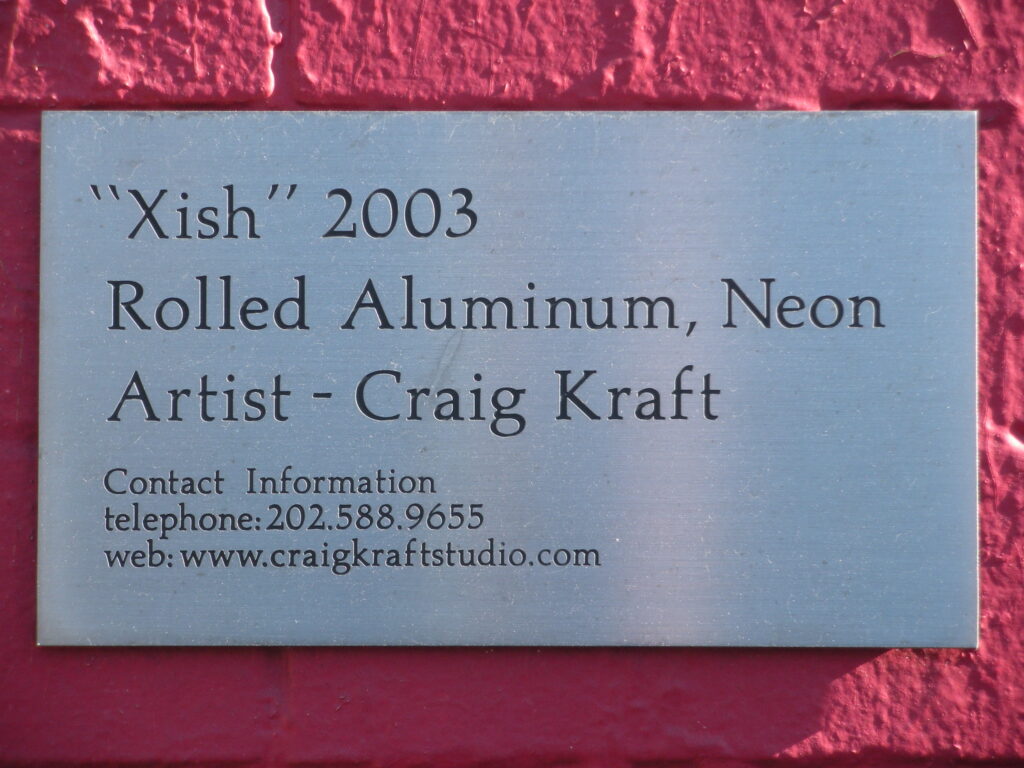 “Xish” 2003
Rolled Aluminum, Neon
Artist - Craig Kraft
Contact Information
telephone: 202.588.9655
web: www.craigkraftstudio.com